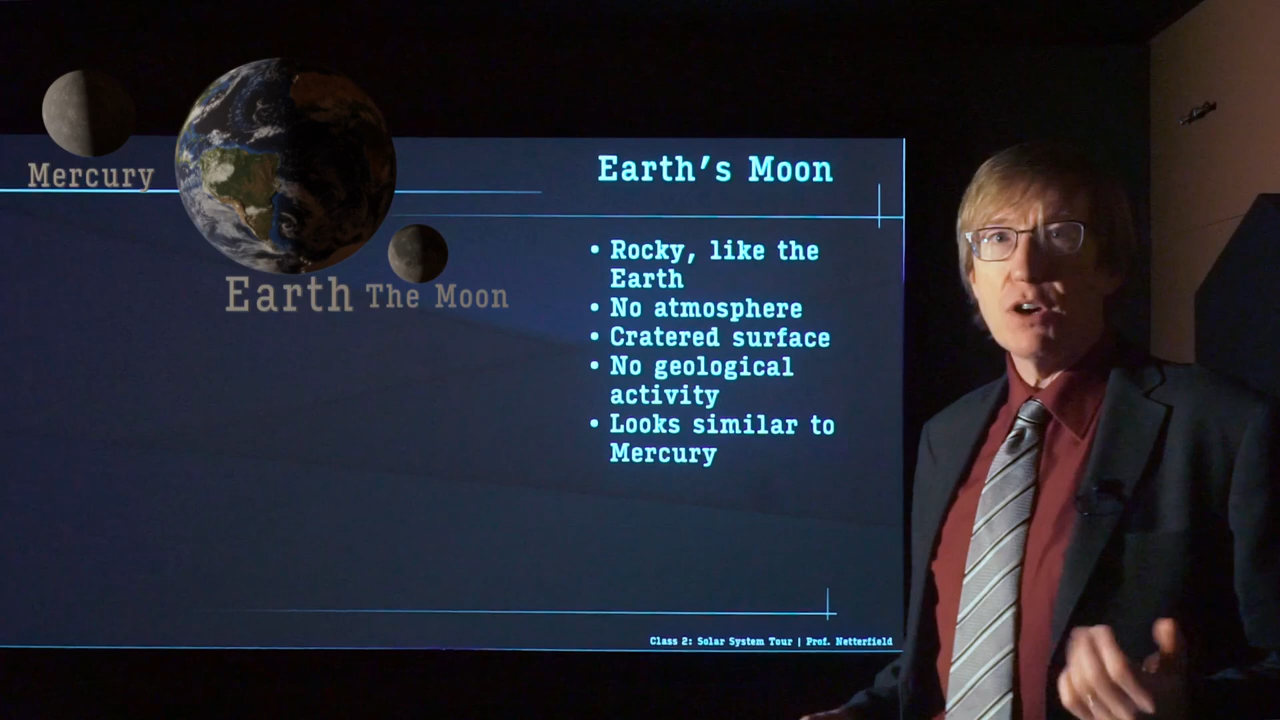 Mercury
Earth
The Moon
Earth's Moon
• Rocky, like the
Earth
• No atmosphere
• Cratered surface
• No geological
activity
• Looks similar to
Mercury
Class 2: Solar System Tour | Prof. Netterfield